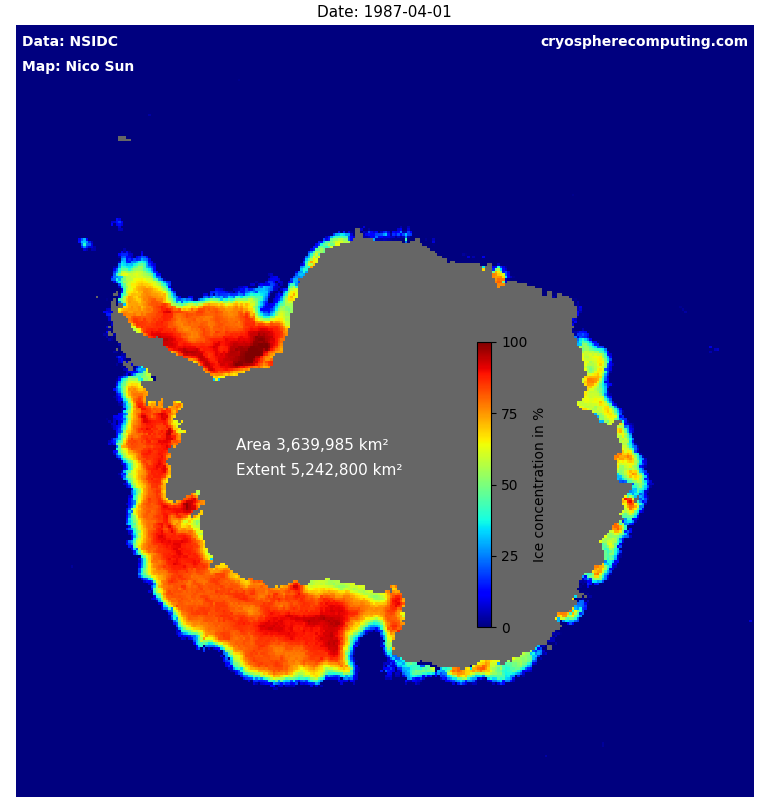 Date: 1987-04-01
Data: NSIDC
cryospherecomputing.com
Map: Nico Sun
100
75
50
25
0
Ice concentration in %
Area 3,639,985 km²
Extent 5,242,800 km²